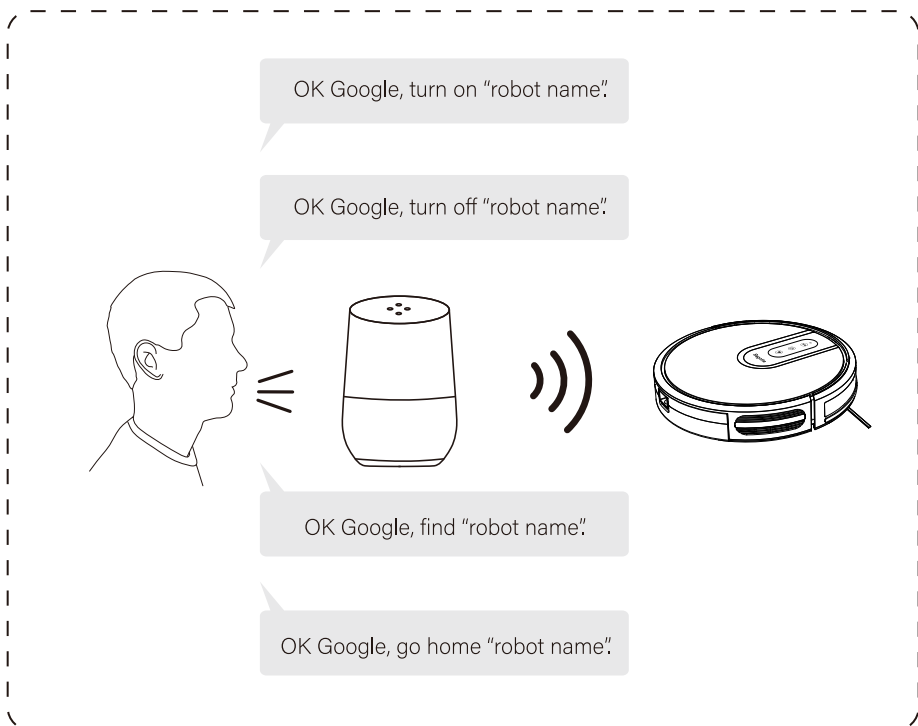 OK Google, turn on “robot name”.
OK Google, turn off “robot name”.
OK Google, find “robot name”.
OK Google, go home “robot name”.